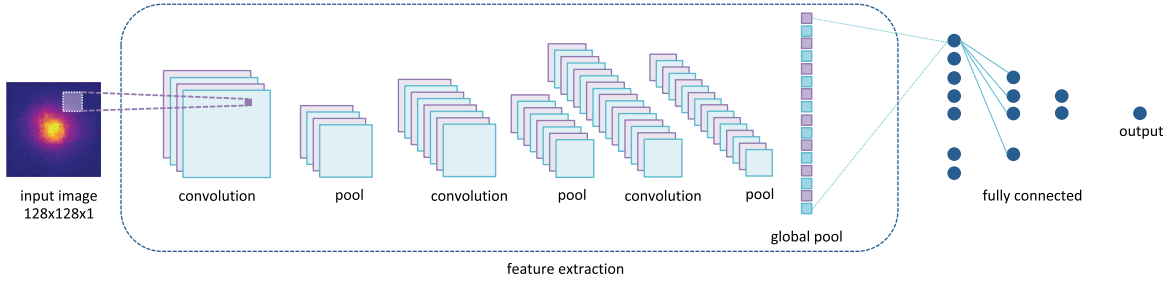 input image
128x128x1
convolution
pool
convolution
pool
convolution
pool
global pool
feature extraction
fully connected
output